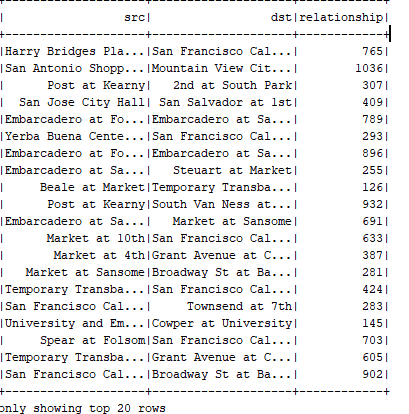 +--------------------+--------------------+------------+
|                 src|                 dst|relationship|
+--------------------+--------------------+------------+
|Harry Bridges Pla...|San Francisco Cal...|         765|
|San Antonio Shopp...|Mountain View Cit...|        1036|
|      Post at Kearny|   2nd at South Park|         307|
|  San Jose City Hall| San Salvador at 1st|         409|
|Embarcadero at Fo...|Embarcadero at Sa...|         789|
|Yerba Buena Cente...|San Francisco Cal...|         293|
|Embarcadero at Fo...|Embarcadero at Sa...|         896|
|Embarcadero at Sa...|   Steuart at Market|         255|
|     Beale at Market|Temporary Transba...|         126|
|      Post at Kearny|South Van Ness at...|         932|
|Embarcadero at Sa...|   Market at Sansome|         691|
|      Market at 10th|San Francisco Cal...|         633|
|       Market at 4th|Grant Avenue at C...|         387|
|   Market at Sansome|Broadway St at Ba...|         281|
|Temporary Transba...|San Francisco Cal...|         424|
|San Francisco Cal...|     Townsend at 7th|         283|
|University and Em...|Cowper at University|         145|
|     Spear at Folsom|San Francisco Cal...|         703|
|Temporary Transba...|Grant Avenue at C...|         605|
|San Francisco Cal...|Broadway St at Ba...|         902|
+--------------------+--------------------+------------+
only showing top 20 rows